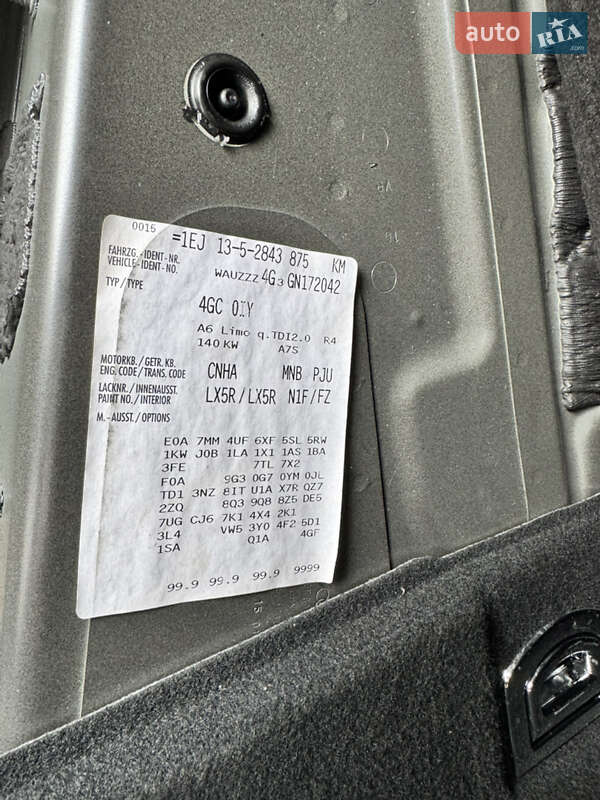 auto RIA .com
0015 =1EJ 13-5-2843 875 KM
FAHRZG.-IDENT-NR.
VEHICLE-IDENT-NO. WAUZZZ4G3GN172042
TYP/TYPE 4GC 0IY
A6 Limo q.TDI2.0 R4
140 KW A7S
MOTORKB./ GETR. KB.
ENG. CODE/ TRANS. CODE CNHA MNB PJU
LACKNR./ INNENAUSST.
PAINT NO./ INTERIOR LX5R/LX5R N1F/FZ
M.-AUSST./ OPTIONS
E0A 7MM 4UF 6XF 5SL 5RW
1KW J0B 1LA 1X1 1AS 1BA
3FE 7TL 7X2
F0A 9G3 0G7 0YM 0JL
TD1 3NZ 8IT U1A X7R QZ7
2ZQ 8Q3 9Q8 8Z5 DE5
7UG CJ6 7K1 4X4 2K1
3L4 VW5 3Y0 4F2 5D1
1SA Q1A 4GF
99.9 99.9 99.9 9999